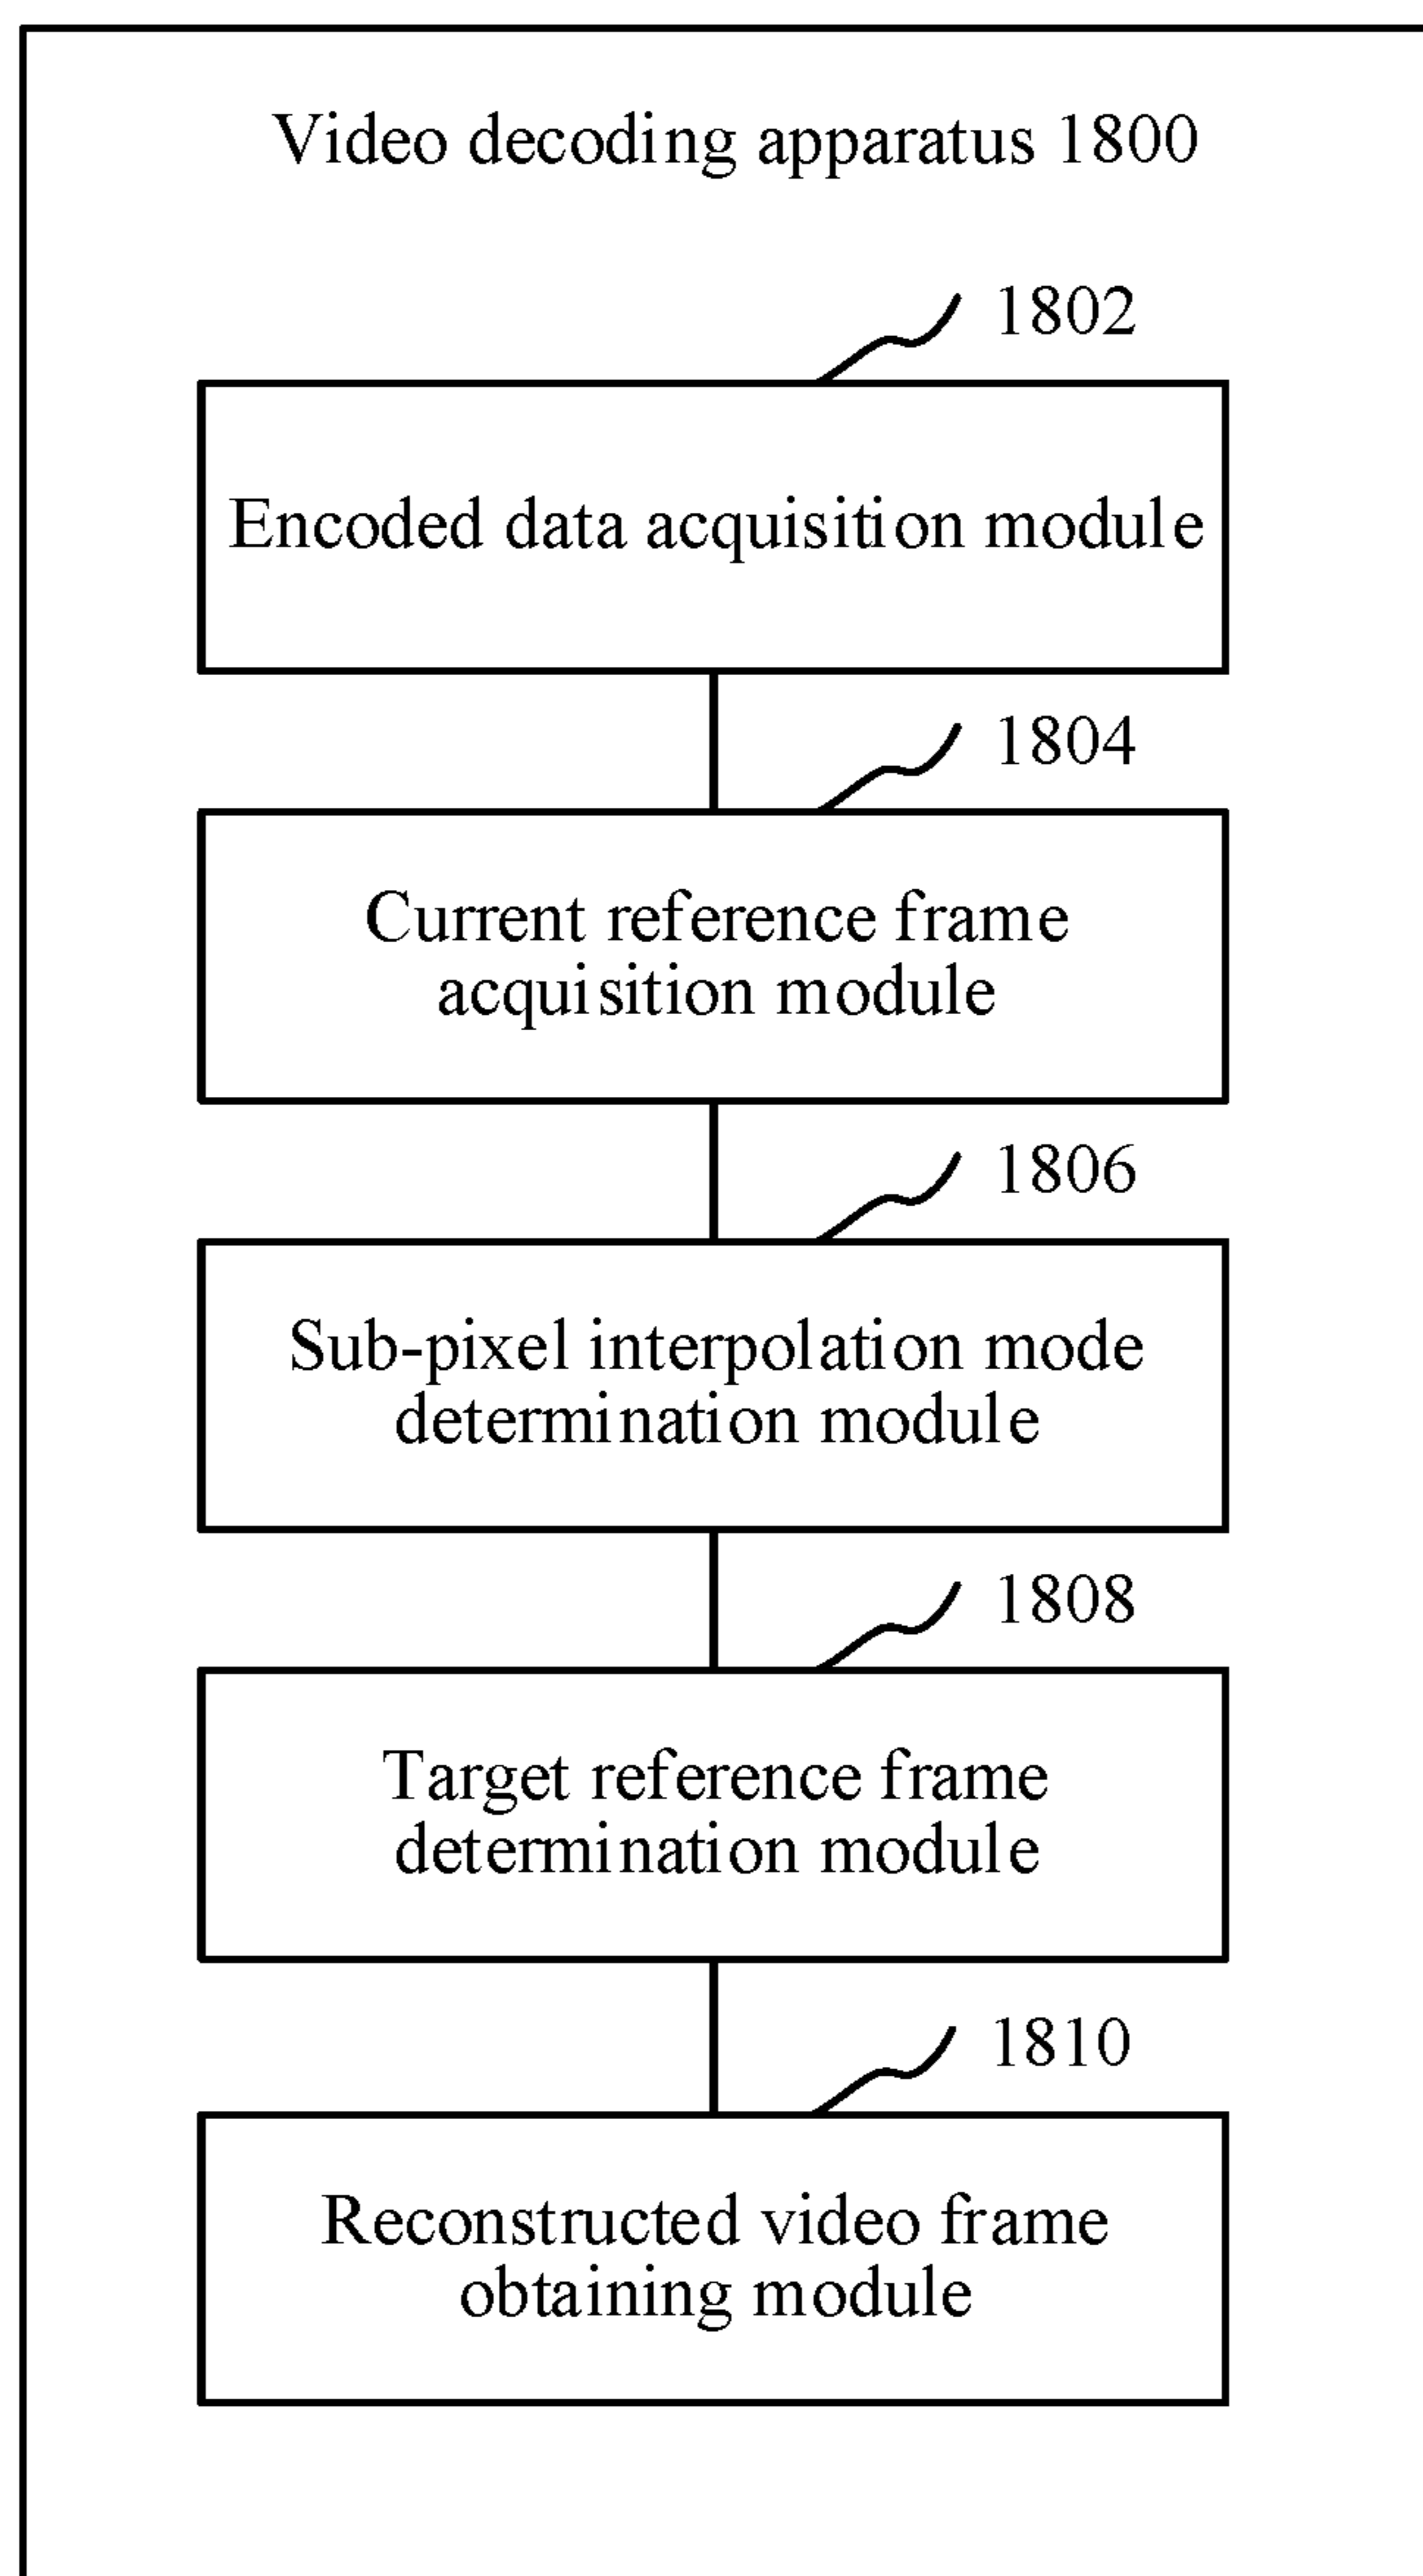 Video decoding apparatus 1800
1802
Encoded data acquisition module
1804
Current reference frame
acquisition module
1806
Sub-pixel interpolation mode
determination module
1808
Target reference frame
determination module
1810
Reconstructed video frame
obtaining module